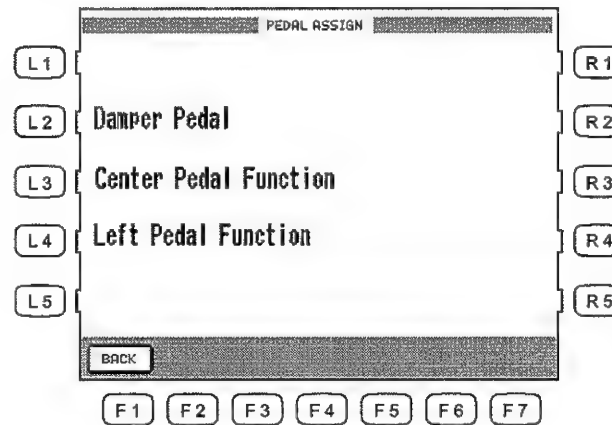 PEDAL ASSIGN
L1 R1
L2 Damper Pedal R2
L3 Center Pedal Function R3
L4 Left Pedal Function R4
L5 R5
BACK
F1 F2 F3 F4 F5 F6 F7